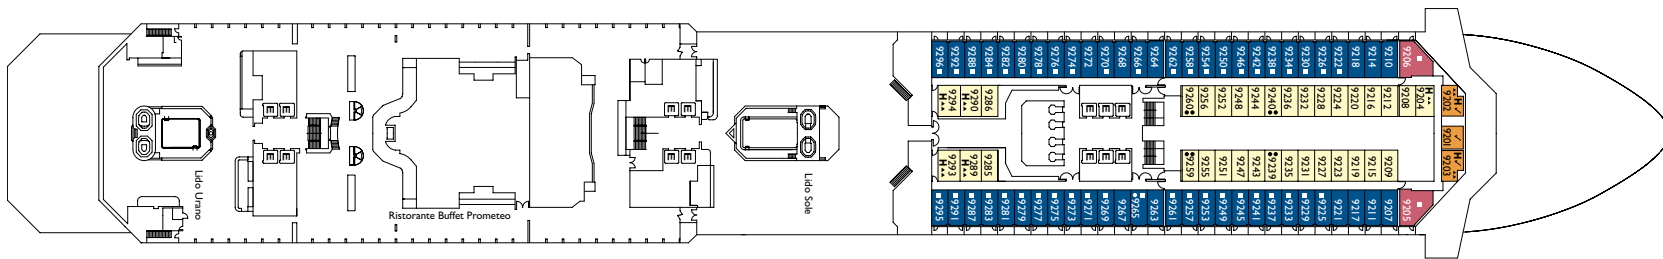 Lido Urano
Ristorante Buffet Prometeo
Lido Sole
9296 9292 9288 9284 9282 9280 9278 9276 9274 9272 9270 9268 9266 9264 9262 9258 9254 9250 9246 9242 9238 9234 9230 9226 9222 9218 9214 9210 9206
9294 9290 9286 9260 9256 9252 9248 9244 9240 9236 9232 9228 9224 9220 9216 9212 9208 9204
H H H
E E E E E E E
9202 H
9201
9203 H
E E E E E E E
9293 9289 9285 9259 9255 9251 9247 9243 9239 9235 9231 9227 9223 9219 9215 9209
H H
9295 9291 9287 9283 9281 9279 9277 9275 9273 9271 9269 9267 9265 9263 9261 9257 9253 9249 9245 9241 9237 9233 9229 9225 9221 9217 9211 9207 9205